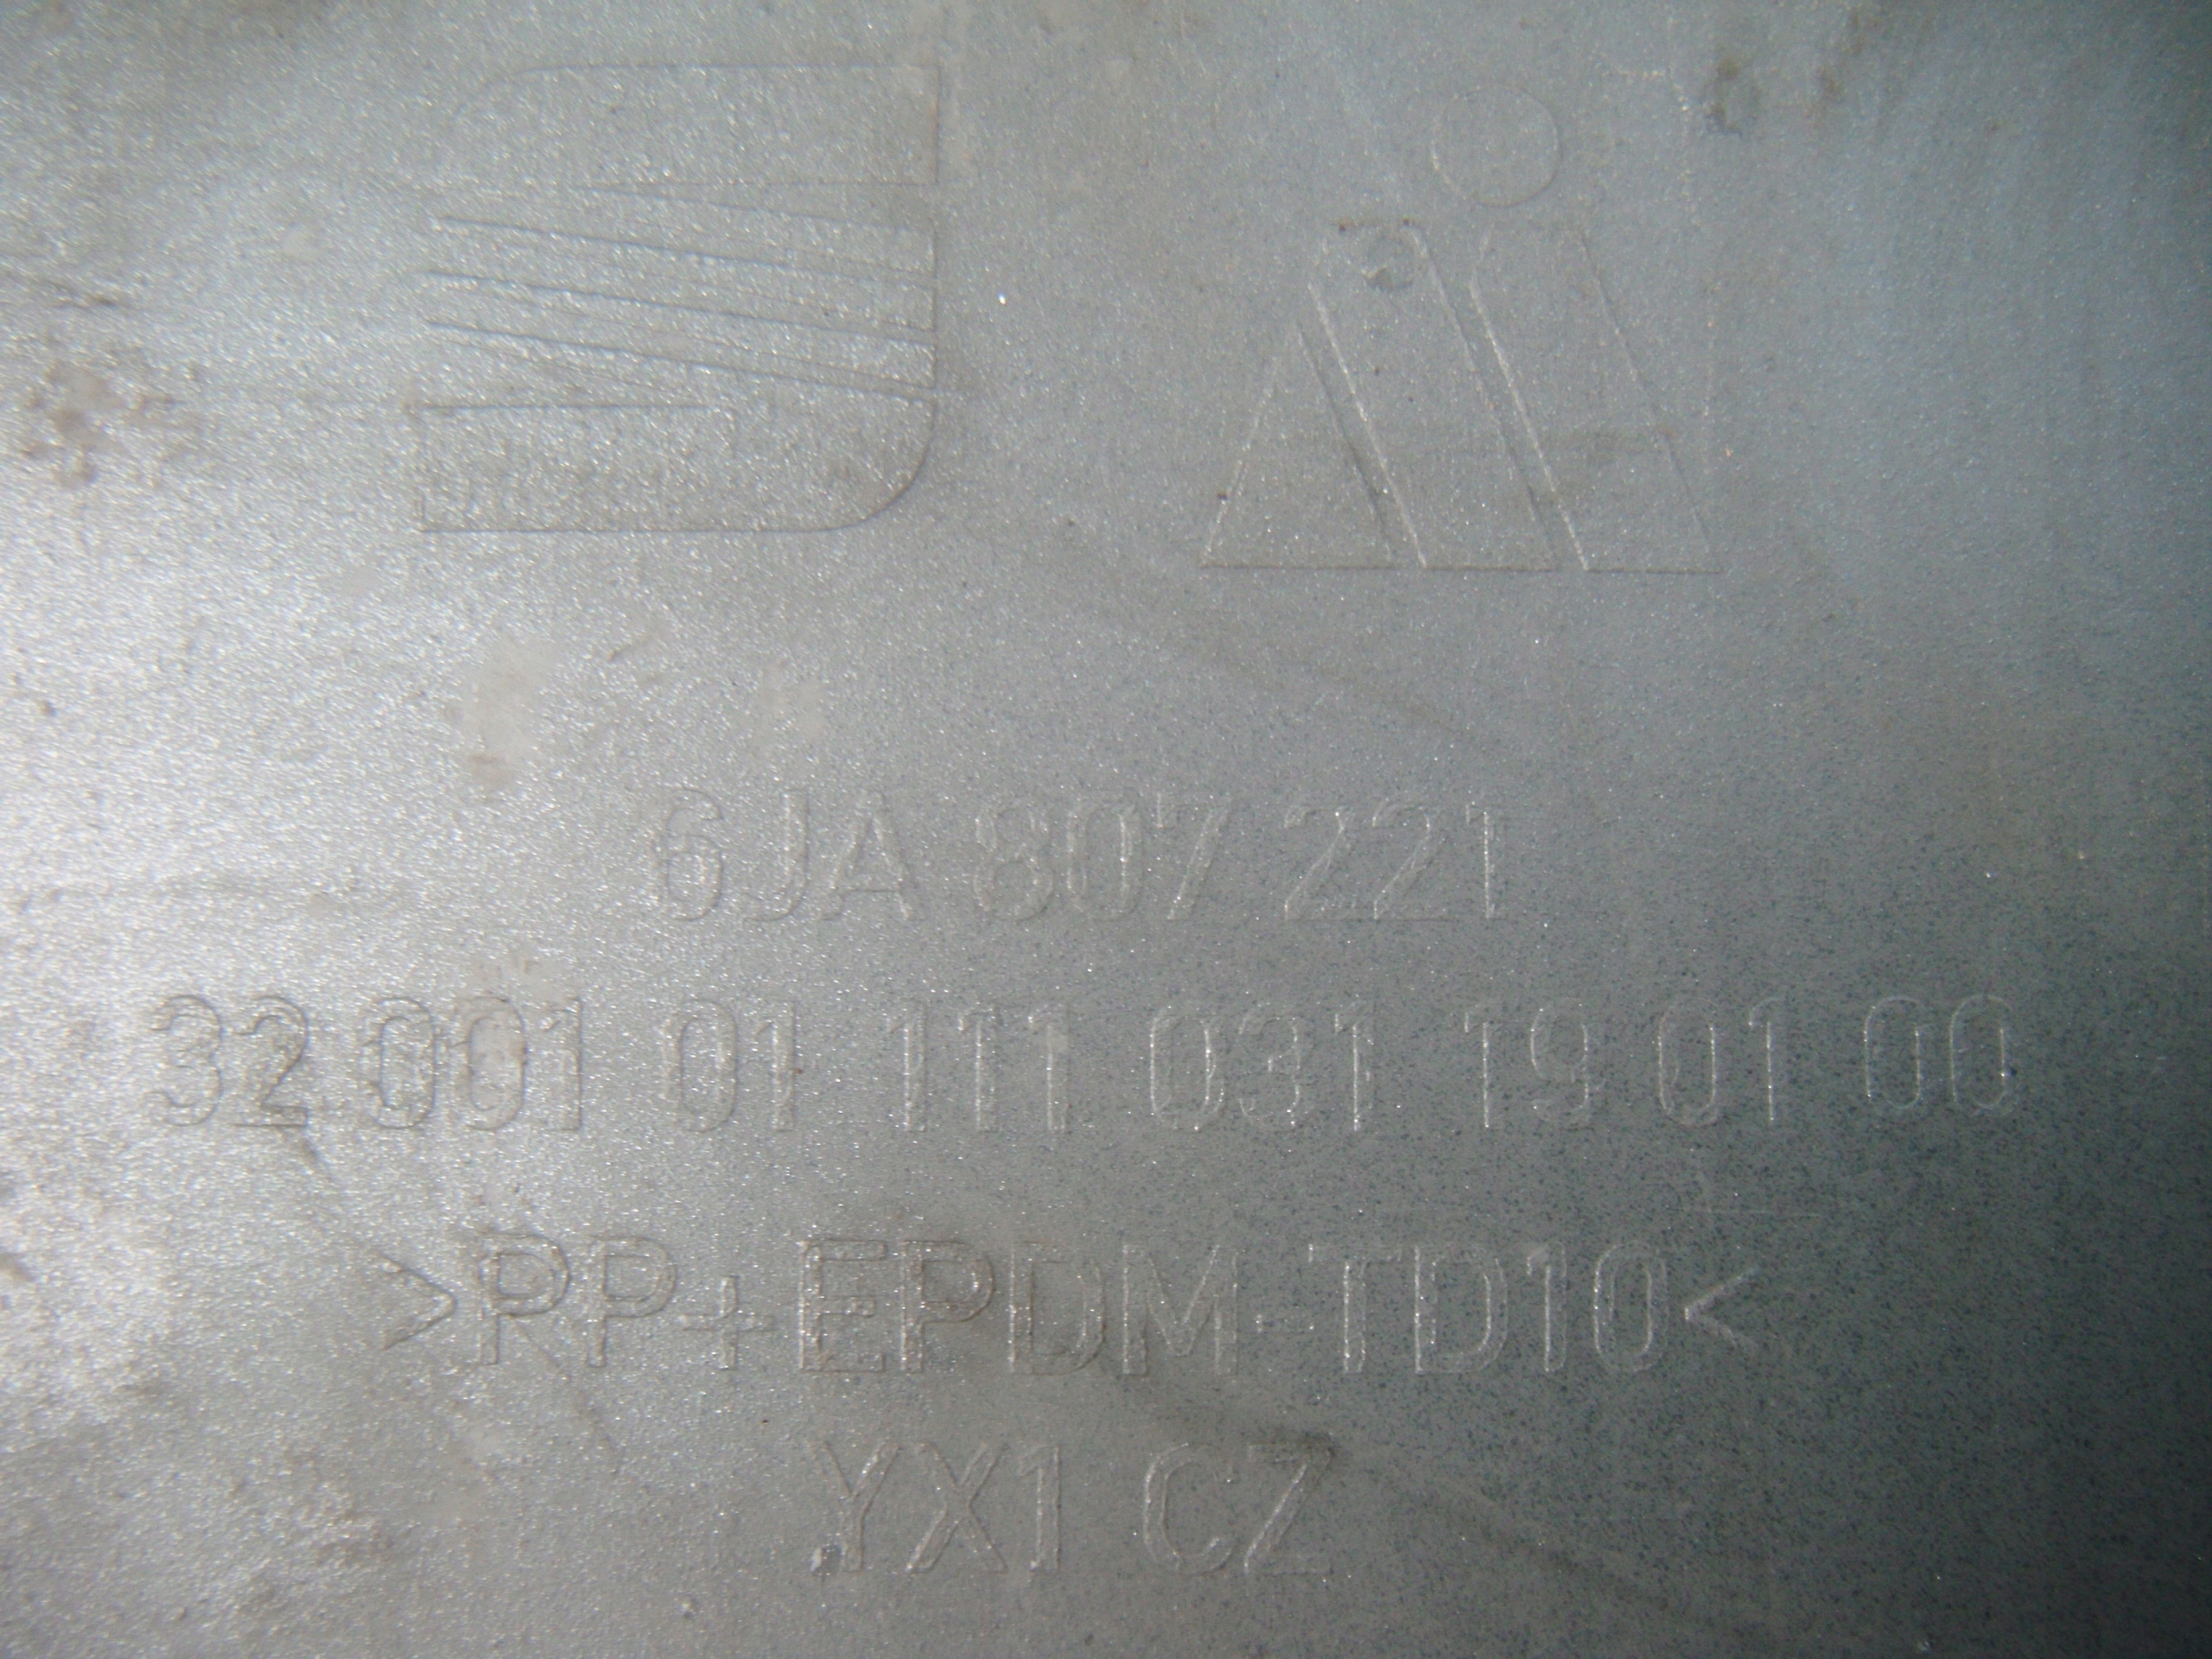 6JA 807 221
32 001 01 111 031 19 01 00
>PP+EPDM-TD10<
YX1 CZ